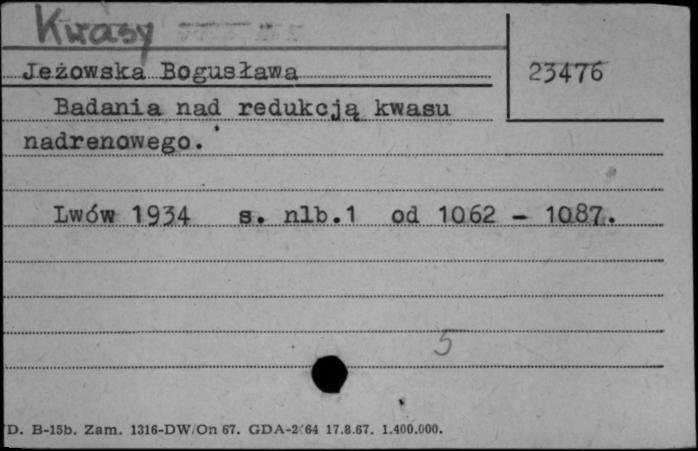 Kwasy
Jeżowska Bogusława
23476
Badania nad redukcją kwasu
nadrenowego.
Lwów 1934 s. nlb.1 od 1062 - 1087.
5
D. B-15b. Zam. 1316-DW/On 67. GDA-2/64 17.8.67. 1.400.000.